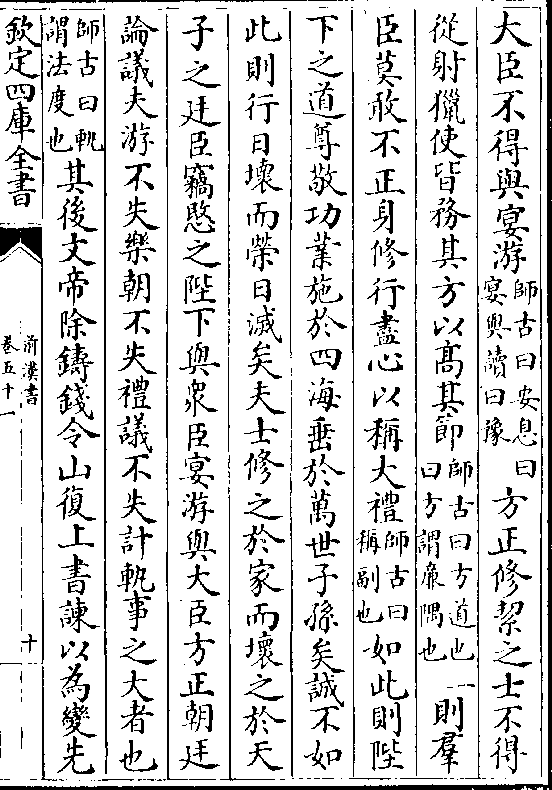 大臣不得與宴游師古曰安息曰宴與讀曰豫方正修潔之士不得
從射獵使皆務其方以髙其節師古曰方道也一曰方謂廉隅也則羣
臣莫敢不正身修行盡心以稱大禮師古曰稱副也如此則陛
下之道尊敬功業施於四海垂於萬世子孫矣誠不如
此則行日壞而榮日滅矣夫士修之於家而壞之於天
子之廷臣竊愍之陛下與衆臣宴游與大臣方正朝廷
論議夫游不失樂朝不失禮議不失計軌事之大者也
師古曰軌謂法度也其後文帝除鑄錢令山復上書諫以為變先
欽定四庫全書
前漢書
卷五十一
十